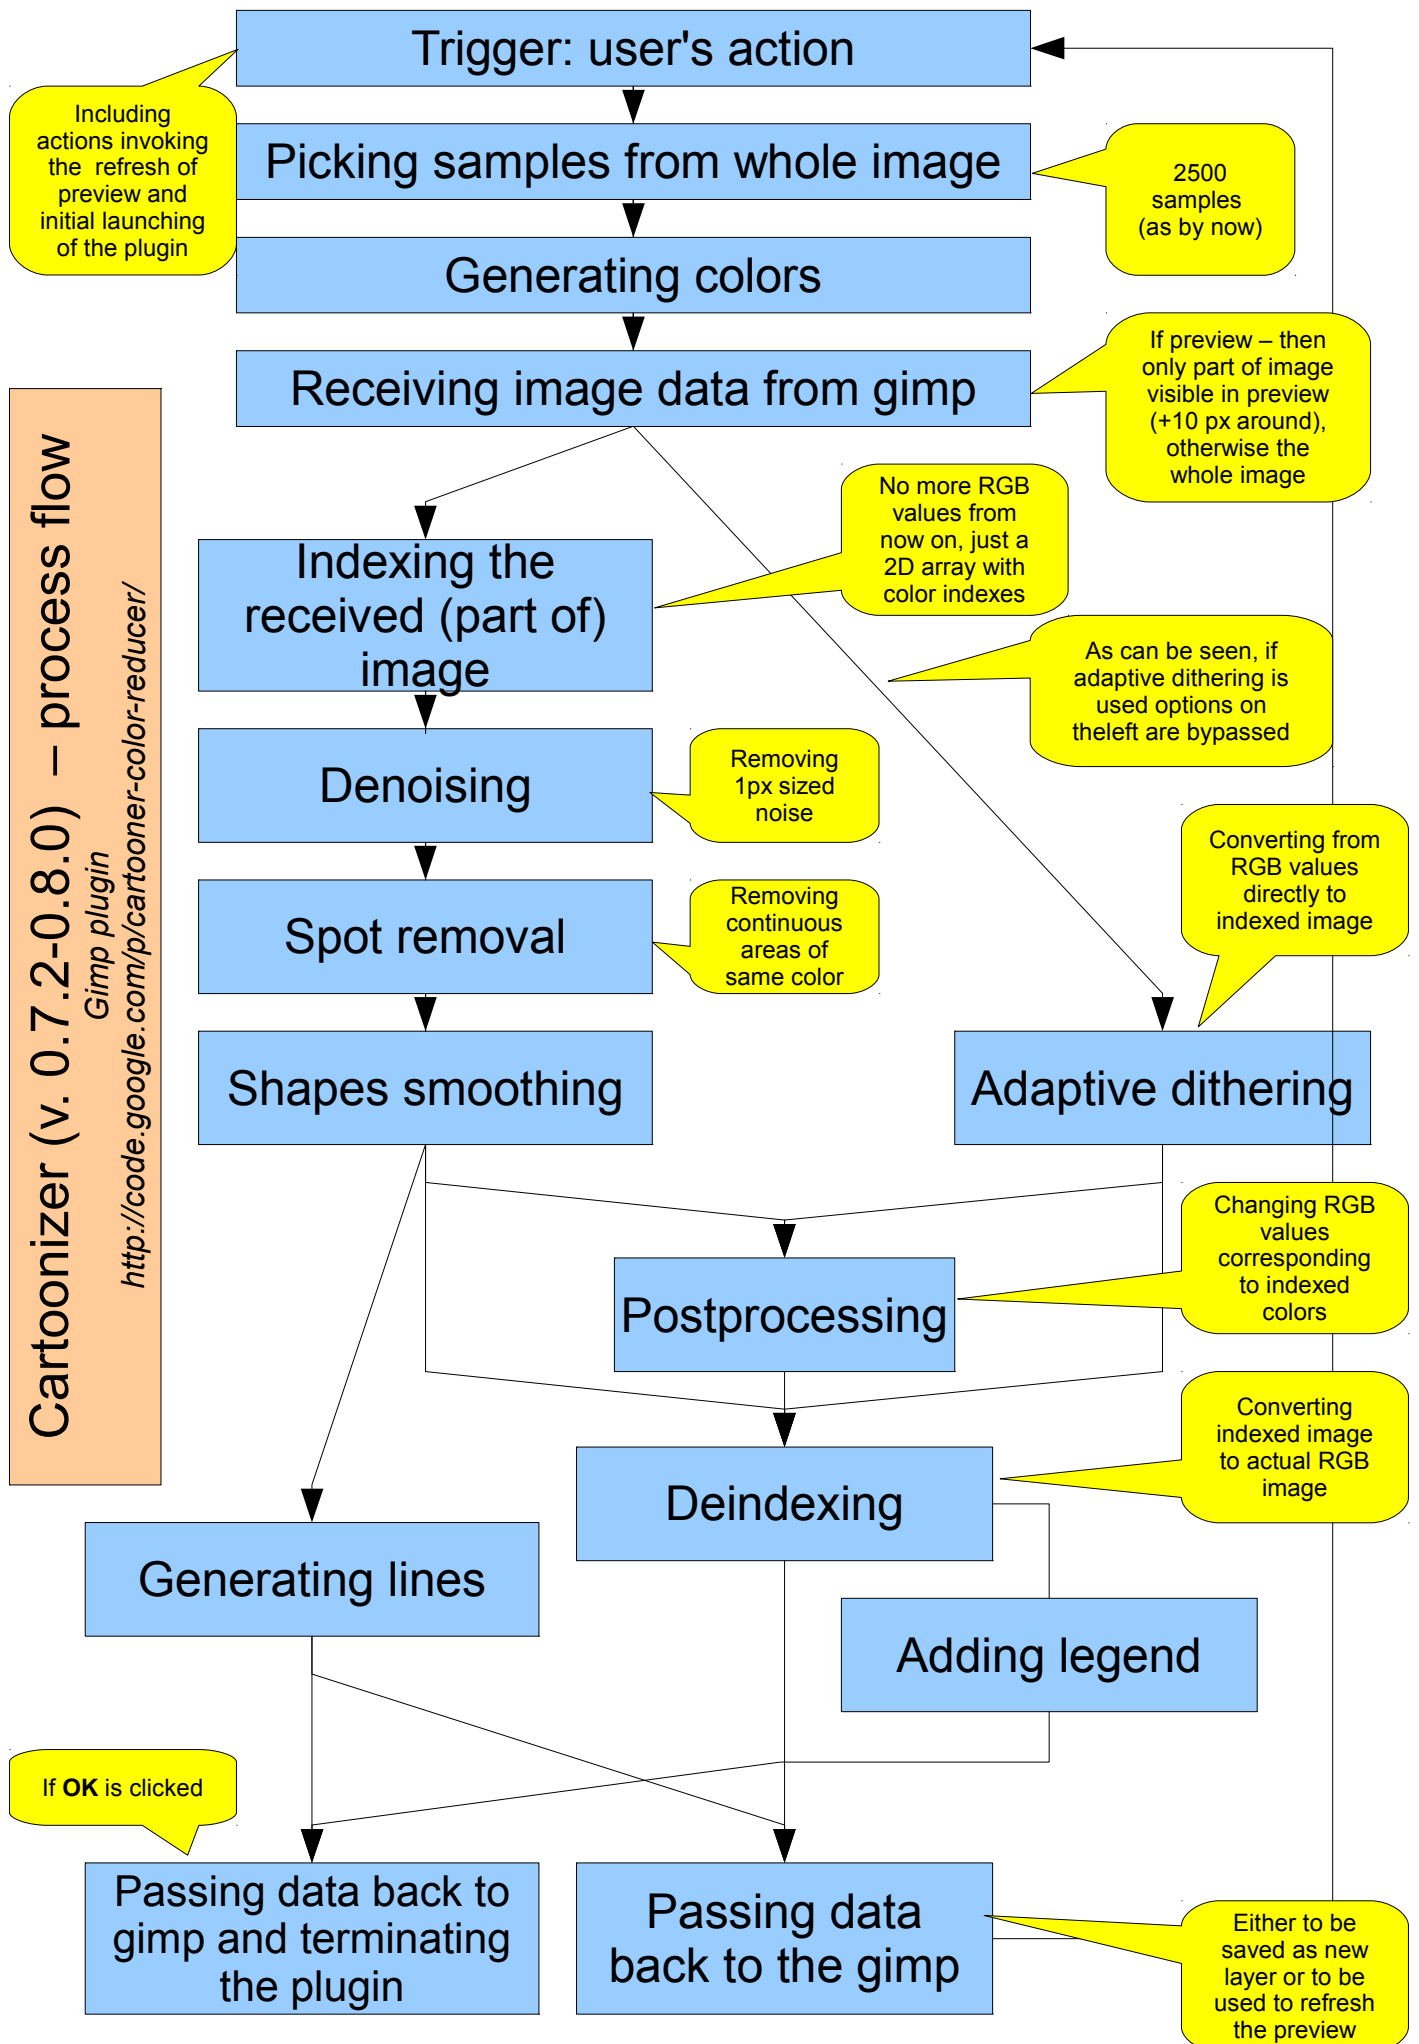 Trigger: user's action
Including
actions invoking
the refresh of
preview and
initial launching
of the plugin
Picking samples from whole image
2500
samples
(as by now)
Generating colors
Receiving image data from gimp
If preview – then
only part of image
visible in preview
(+10 px around),
otherwise the
whole image
Cartoonizer (v. 0.7.2-0.8.0) – process flow
Gimp plugin
http://code.google.com/p/cartooner-color-reducer/
No more RGB
values from
now on, just a
2D array with
color indexes
Indexing the
received (part of)
image
As can be seen, if
adaptive dithering is
used options on
theleft are bypassed
Denoising
Removing
1px sized
noise
Converting from
RGB values
directly to
indexed image
Spot removal
Removing
continuous
areas of
same color
Shapes smoothing
Adaptive dithering
Changing RGB
values
corresponding
to indexed
colors
Postprocessing
Converting
indexed image
to actual RGB
image
Deindexing
Generating lines
Adding legend
If OK is clicked
Passing data back to
gimp and terminating
the plugin
Passing data
back to the gimp
Either to be
saved as new
layer or to be
used to refresh
the preview